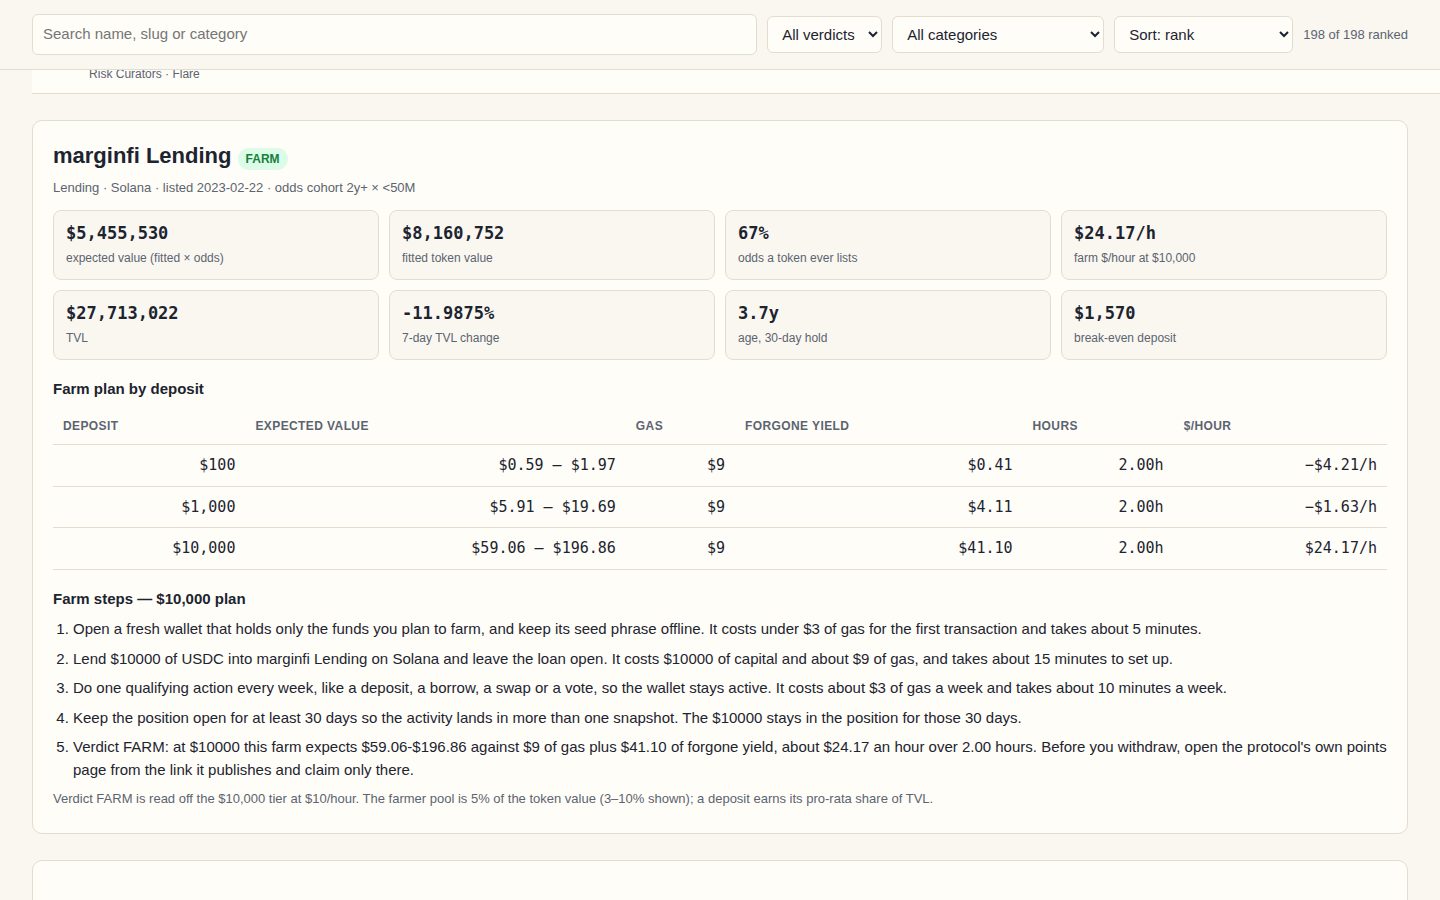 Search name, slug or category
All verdicts
All categories
Sort: rank
198 of 198 ranked
Risk Curators · Flare
marginfi Lending FARM
Lending · Solana · listed 2023-02-22 · odds cohort 2y+ × <50M
$5,455,530
expected value (fitted × odds)
$8,160,752
fitted token value
67%
odds a token ever lists
$24.17/h
farm $/hour at $10,000
$27,713,022
TVL
-11.9875%
7-day TVL change
3.7y
age, 30-day hold
$1,570
break-even deposit
Farm plan by deposit
DEPOSIT EXPECTED VALUE GAS FORGONE YIELD HOURS $/HOUR
$100 $0.59 – $1.97 $9 $0.41 2.00h −$4.21/h
$1,000 $5.91 – $19.69 $9 $4.11 2.00h −$1.63/h
$10,000 $59.06 – $196.86 $9 $41.10 2.00h $24.17/h
Farm steps — $10,000 plan
1. Open a fresh wallet that holds only the funds you plan to farm, and keep its seed phrase offline. It costs under $3 of gas for the first transaction and takes about 5 minutes.
2. Lend $10000 of USDC into marginfi Lending on Solana and leave the loan open. It costs $10000 of capital and about $9 of gas, and takes about 15 minutes to set up.
3. Do one qualifying action every week, like a deposit, a borrow, a swap or a vote, so the wallet stays active. It costs about $3 of gas a week and takes about 10 minutes a week.
4. Keep the position open for at least 30 days so the activity lands in more than one snapshot. The $10000 stays in the position for those 30 days.
5. Verdict FARM: at $10000 this farm expects $59.06-$196.86 against $9 of gas plus $41.10 of forgone yield, about $24.17 an hour over 2.00 hours. Before you withdraw, open the protocol's own points
page from the link it publishes and claim only there.
Verdict FARM is read off the $10,000 tier at $10/hour. The farmer pool is 5% of the token value (3–10% shown); a deposit earns its pro-rata share of TVL.